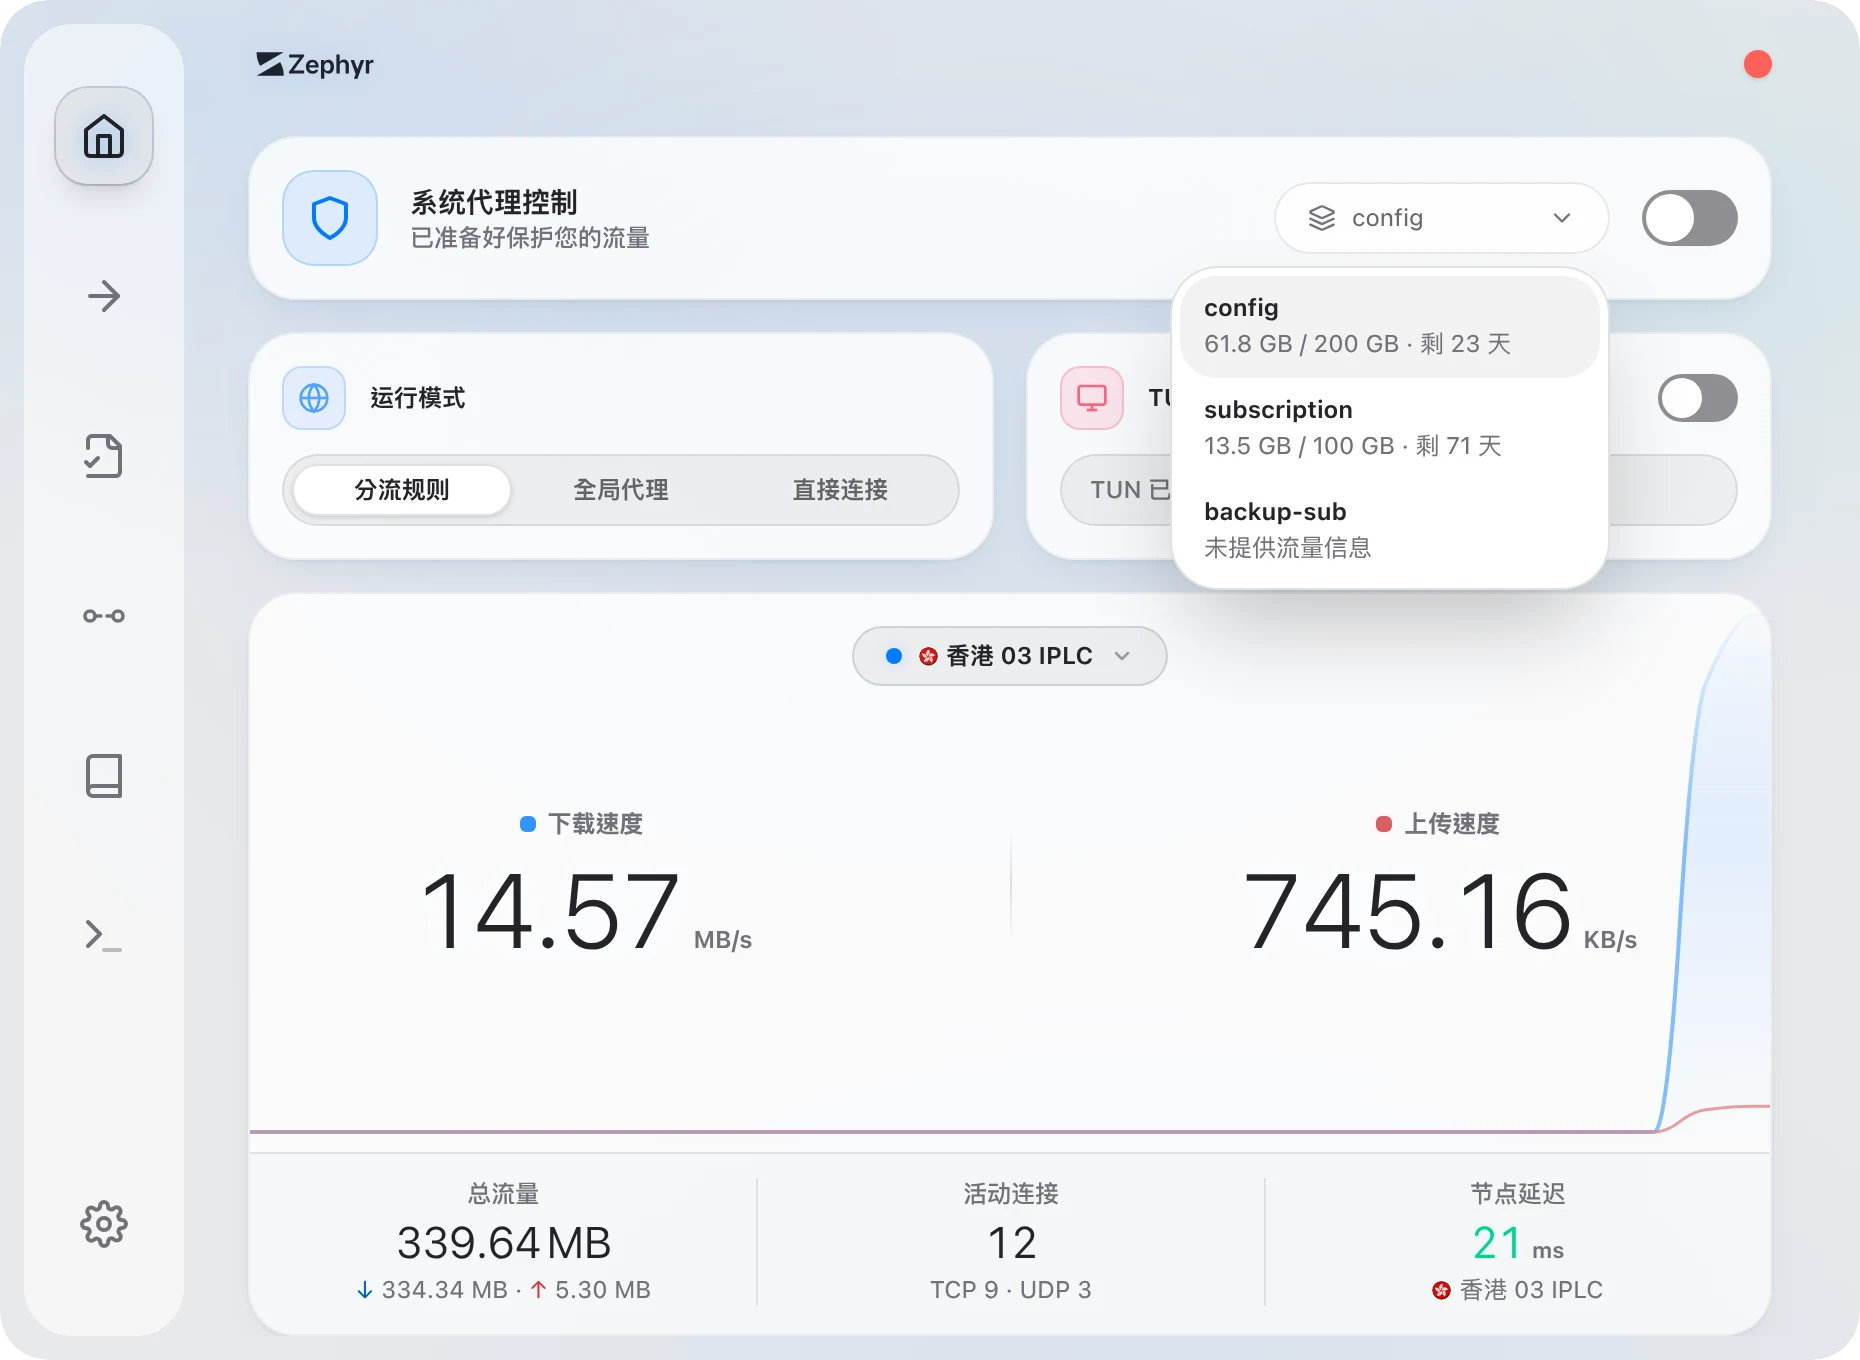 Zephyr
系统代理控制
已准备好保护您的流量
config
config
61.8 GB / 200 GB · 剩 23 天
subscription
13.5 GB / 100 GB · 剩 71 天
backup-sub
未提供流量信息
运行模式
分流规则 全局代理 直接连接
TUN 已
香港 03 IPLC
下载速度
14.57 MB/s
上传速度
745.16 KB/s
总流量
339.64 MB
↓ 334.34 MB · ↑ 5.30 MB
活动连接
12
TCP 9 · UDP 3
节点延迟
21 ms
香港 03 IPLC